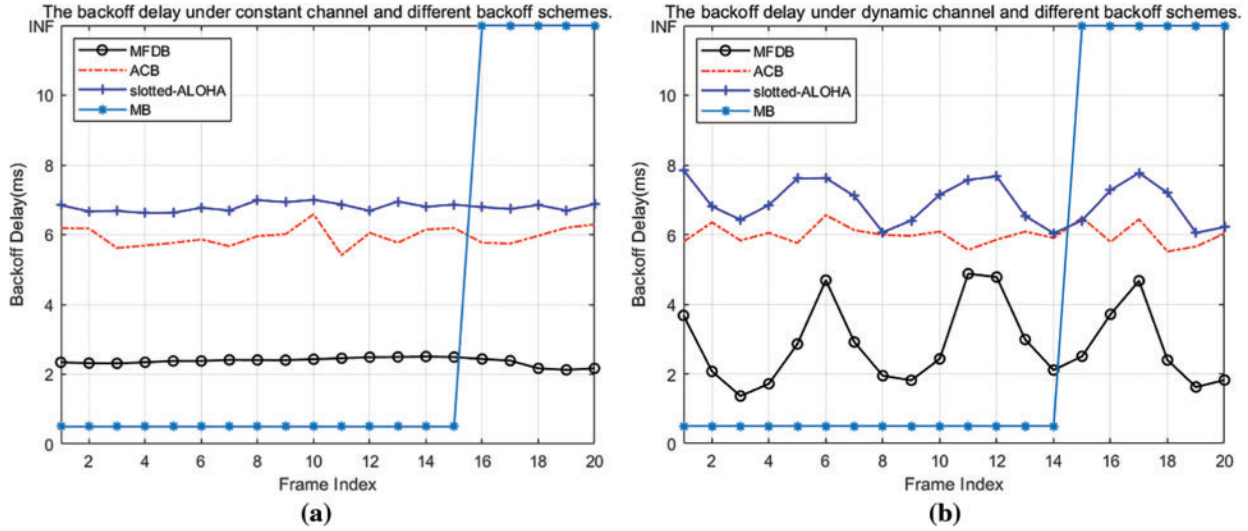 The backoff delay under constant channel and different backoff schemes.
INF
10
8
6
4
2
0
Backoff Delay(ms)
MFDB
ACB
slotted-ALOHA
MB
2 4 6 8 10 12 14 16 18 20
Frame Index
(a)
The backoff delay under dynamic channel and different backoff schemes.
INF
10
8
6
4
2
0
Backoff Delay(ms)
MFDB
ACB
slotted-ALOHA
MB
2 4 6 8 10 12 14 16 18 20
Frame Index
(b)